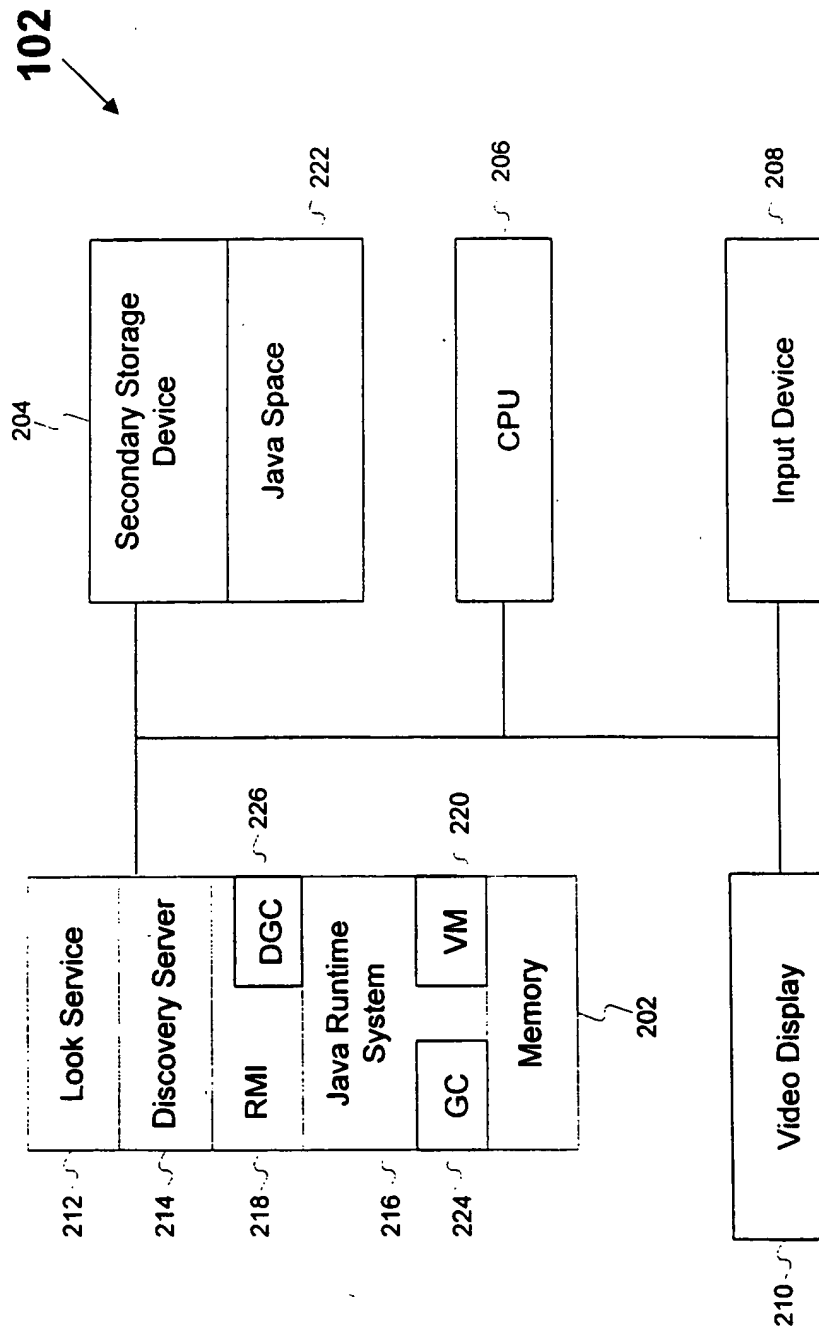 102
212
Look Service
214
Discovery Server
218
RMI
DGC
226
216
Java Runtime
System
224
GC
VM
220
Memory
202
204
Secondary Storage
Device
Java Space
222
CPU
206
210
Video Display
Input Device
208